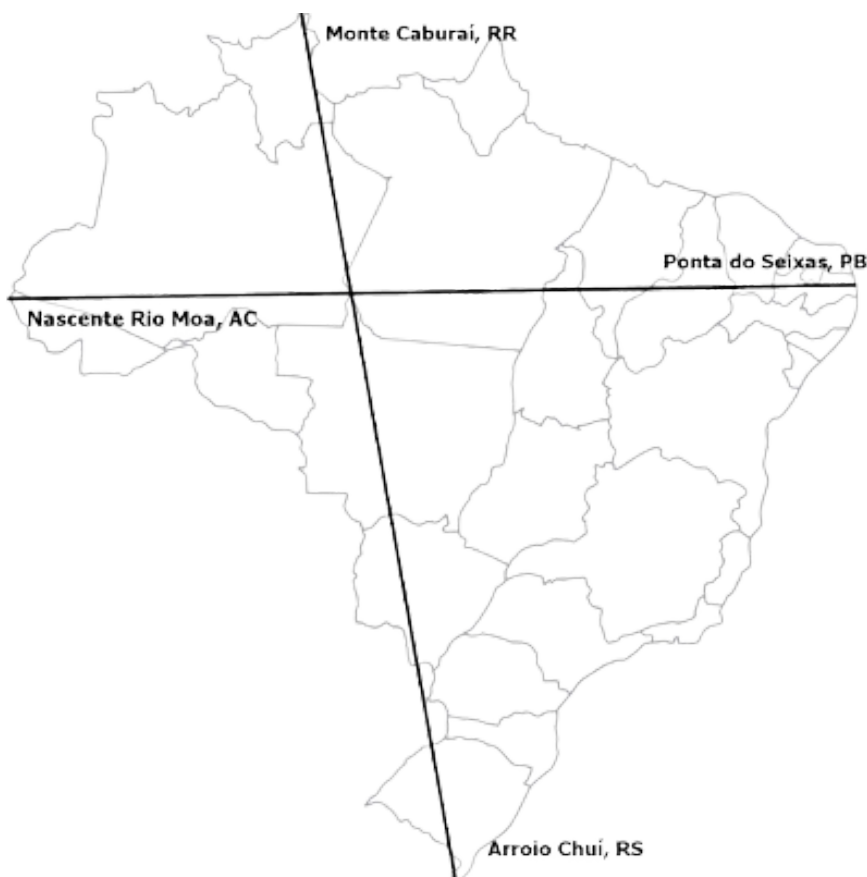 Monte Caburaí, RR
Ponta do Seixas, PB
Nascente Rio Moa, AC
Arroio Chuí, RS